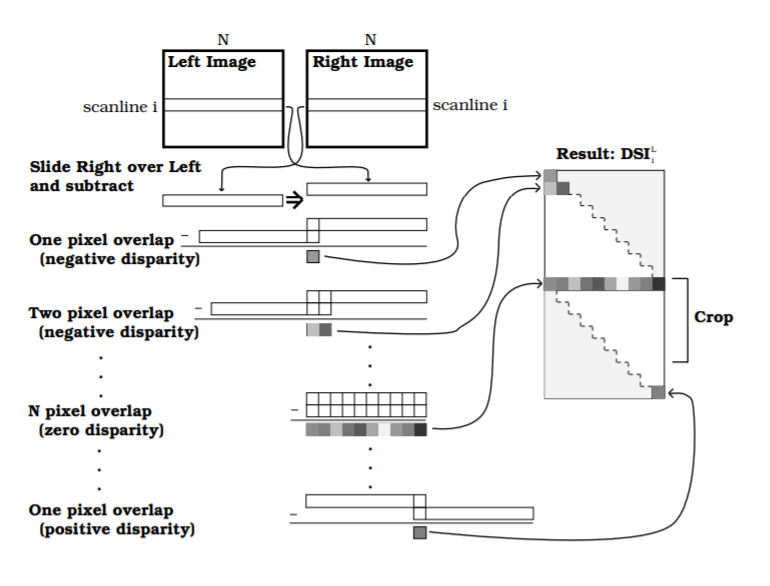 N
N
Left Image
Right Image
scanline i
scanline i
Result: DSI L i
Slide Right over Left
and subtract
One pixel overlap
(negative disparity)
Two pixel overlap
(negative disparity)
Crop
N pixel overlap
(zero disparity)
One pixel overlap
(positive disparity)